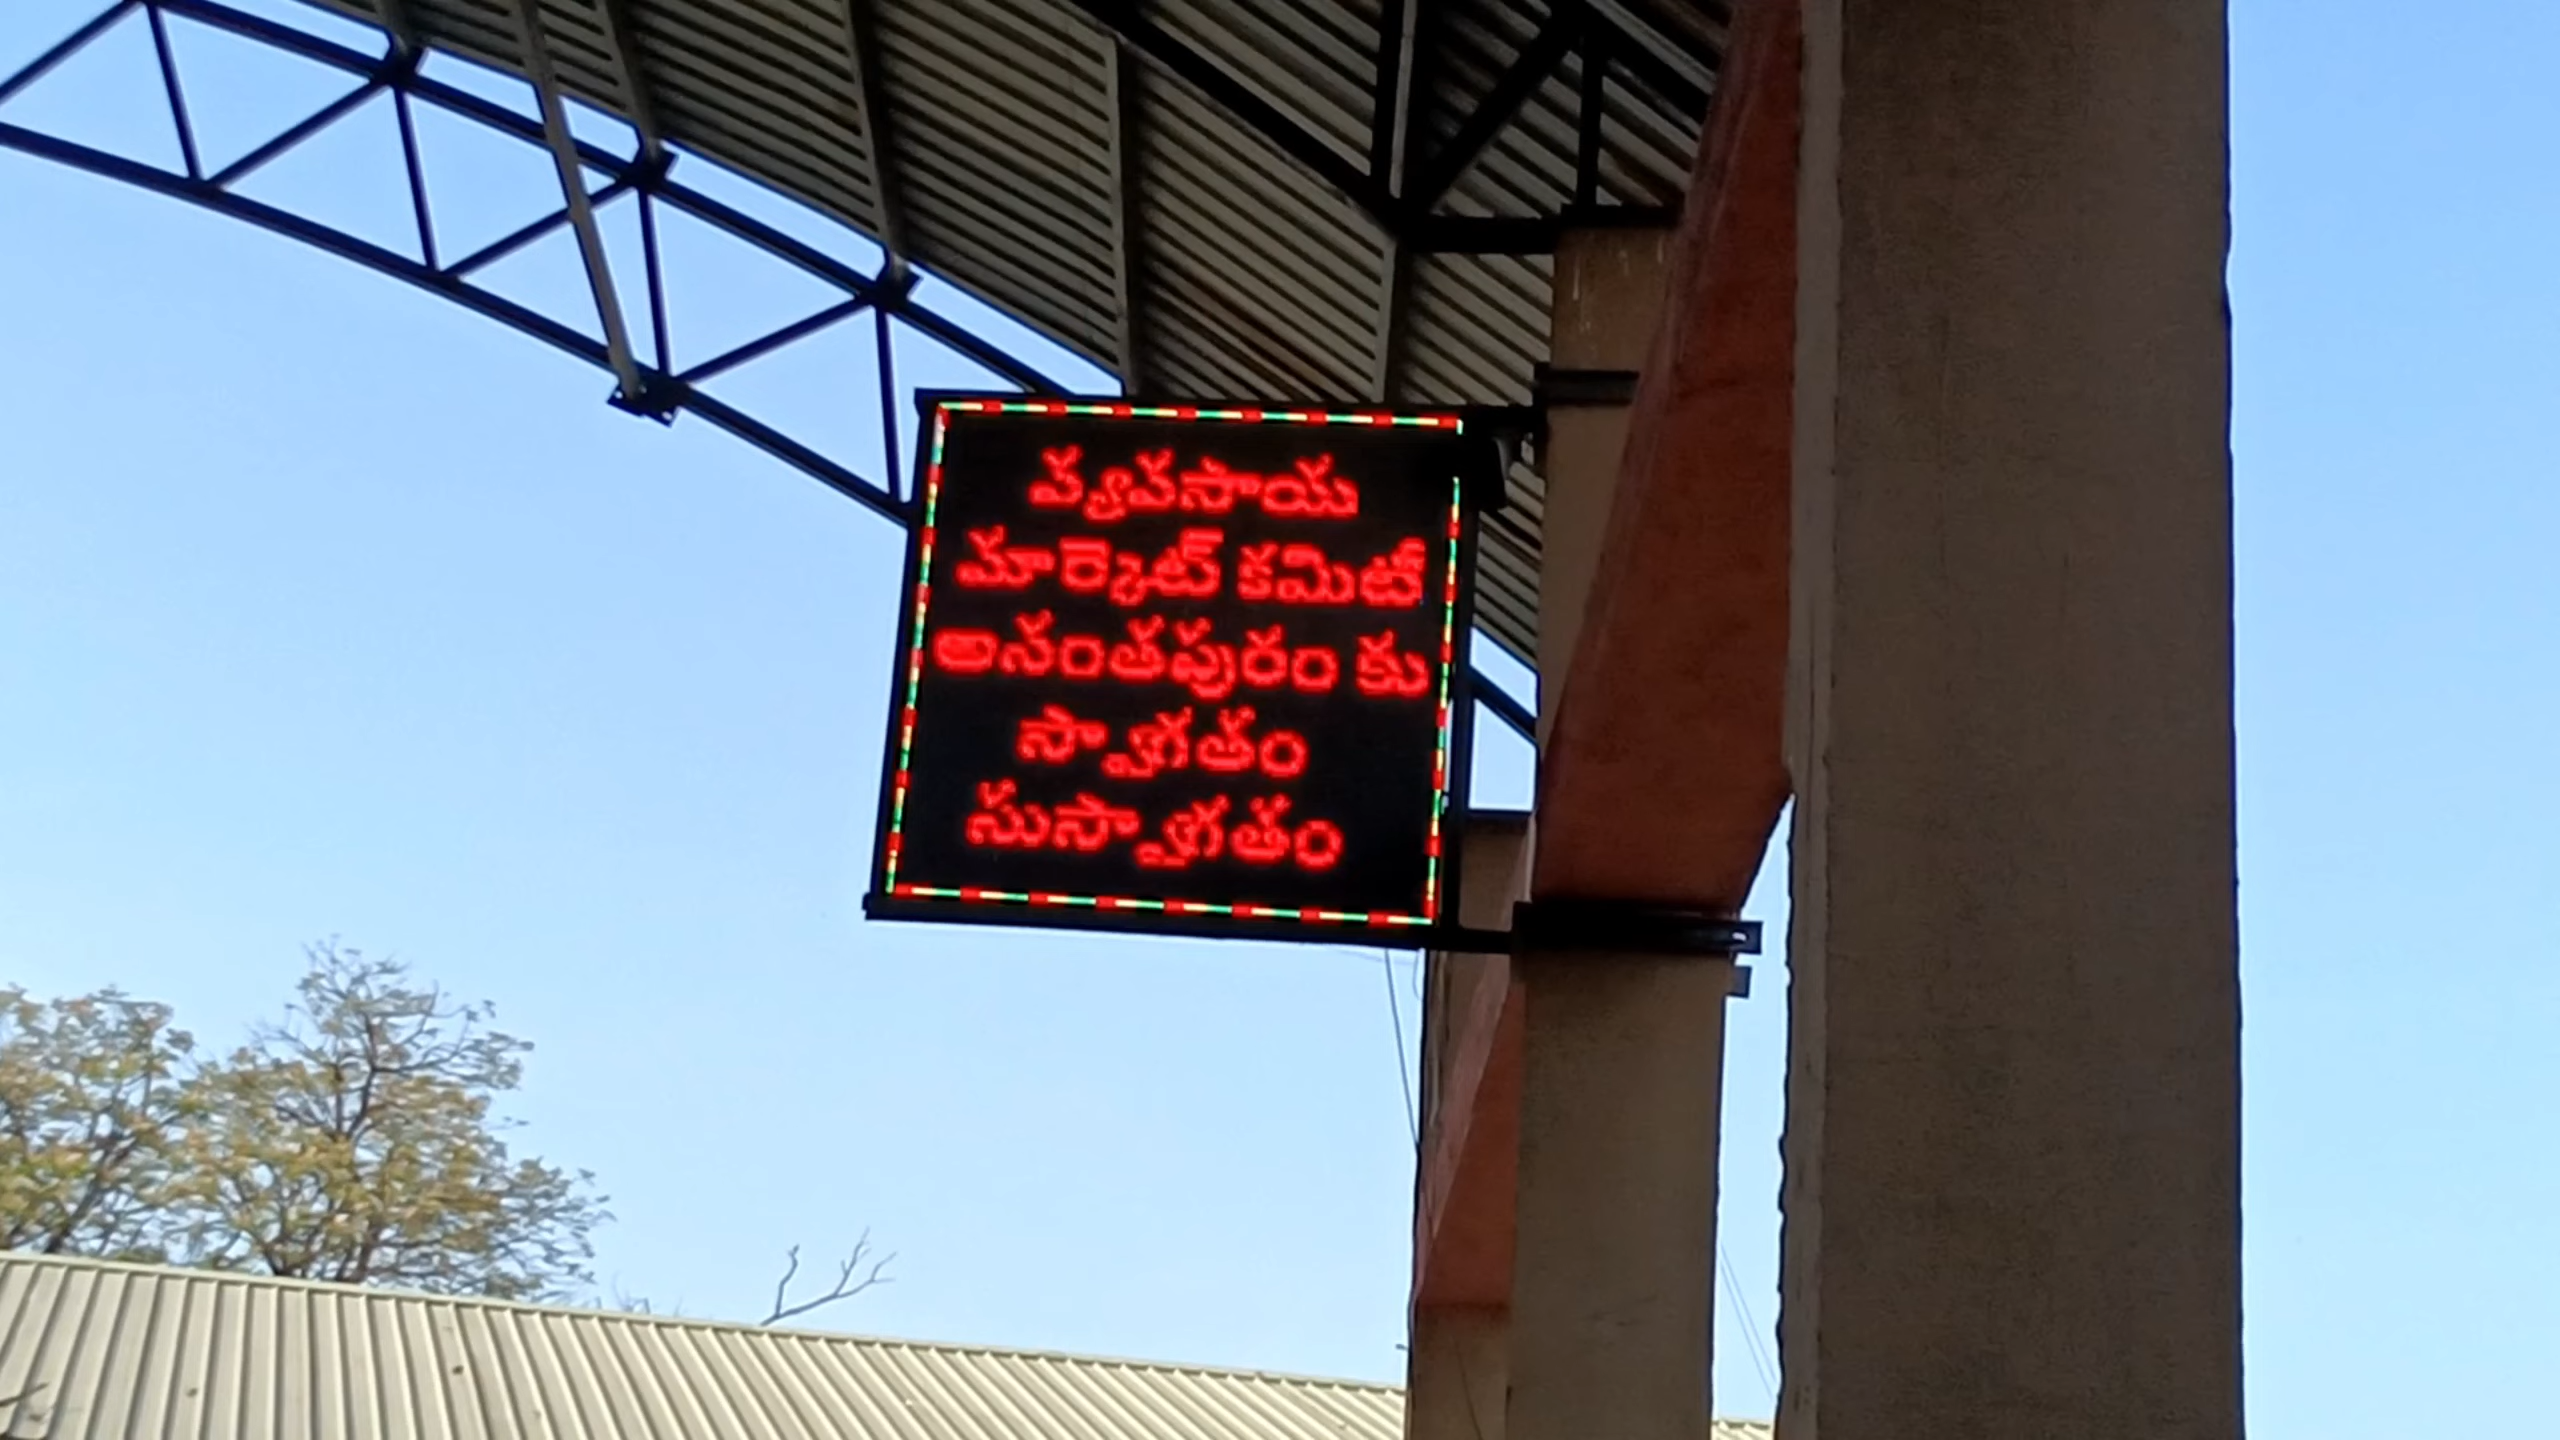 వ్యవసాయ
మార్కెట్ కమిటీ
అనంతపురం కు
స్వాగతం
సుస్వాగతం